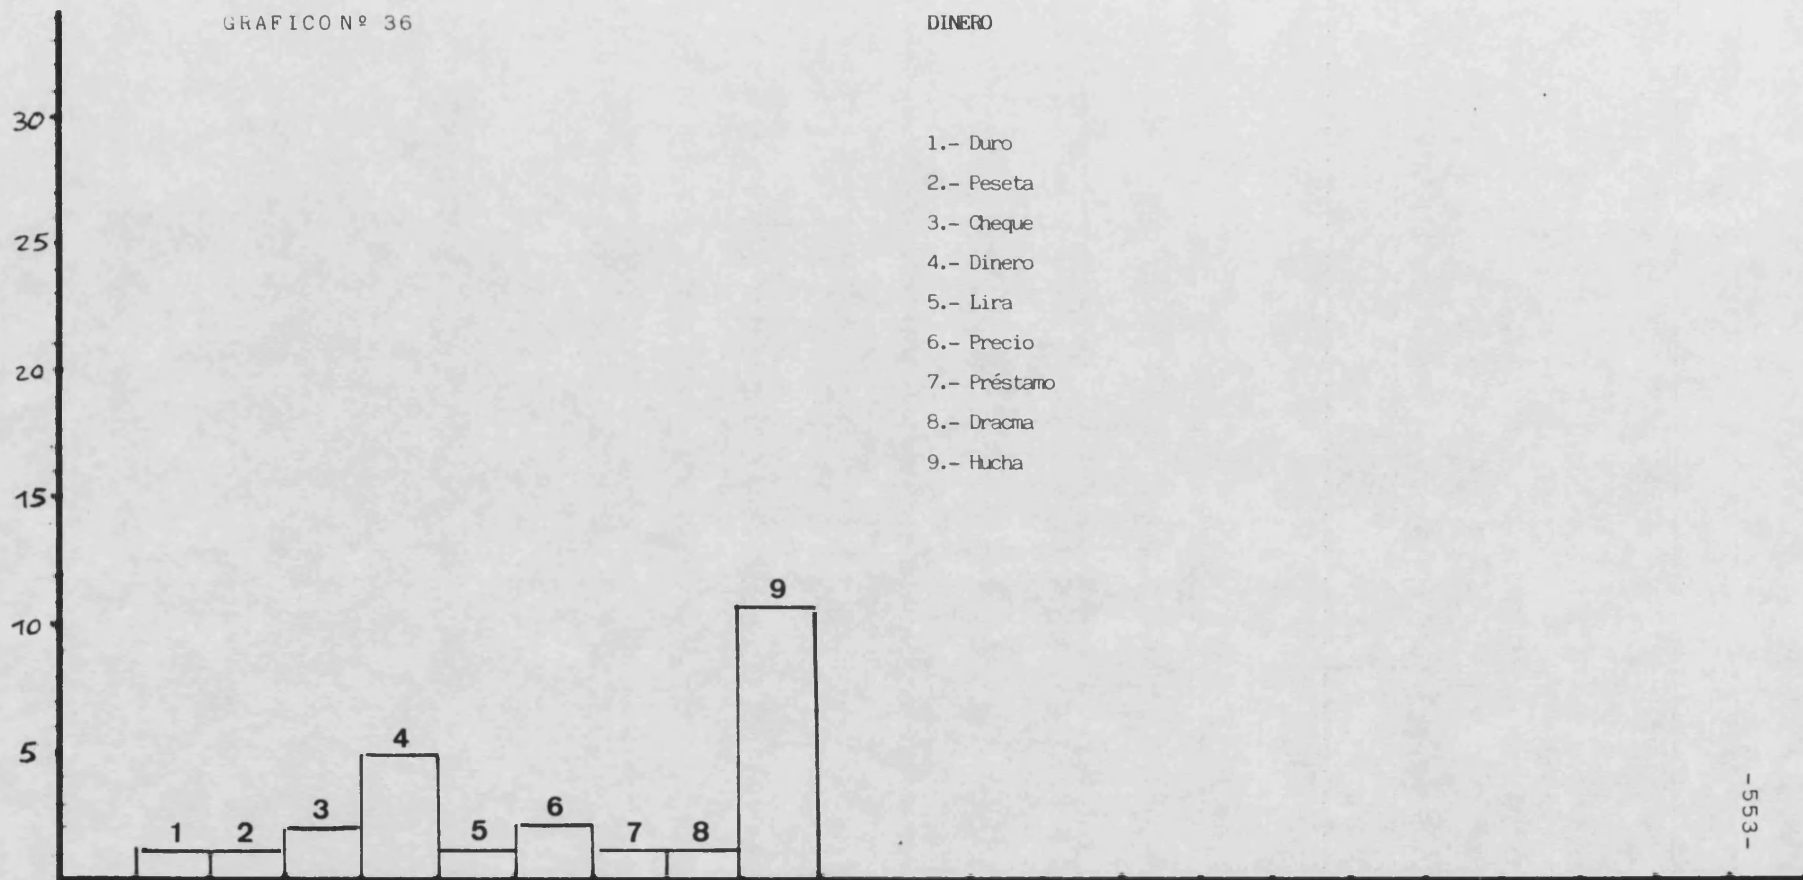 GRAFICO Nº 36
DINERO
1.- Duro
2.- Peseta
3.- Cheque
4.- Dinero
5.- Lira
6.- Precio
7.- Préstamo
8.- Dracma
9.- Hucha
30
25
20
15
10
5
1 2 3 4 5 6 7 8 9
-553-